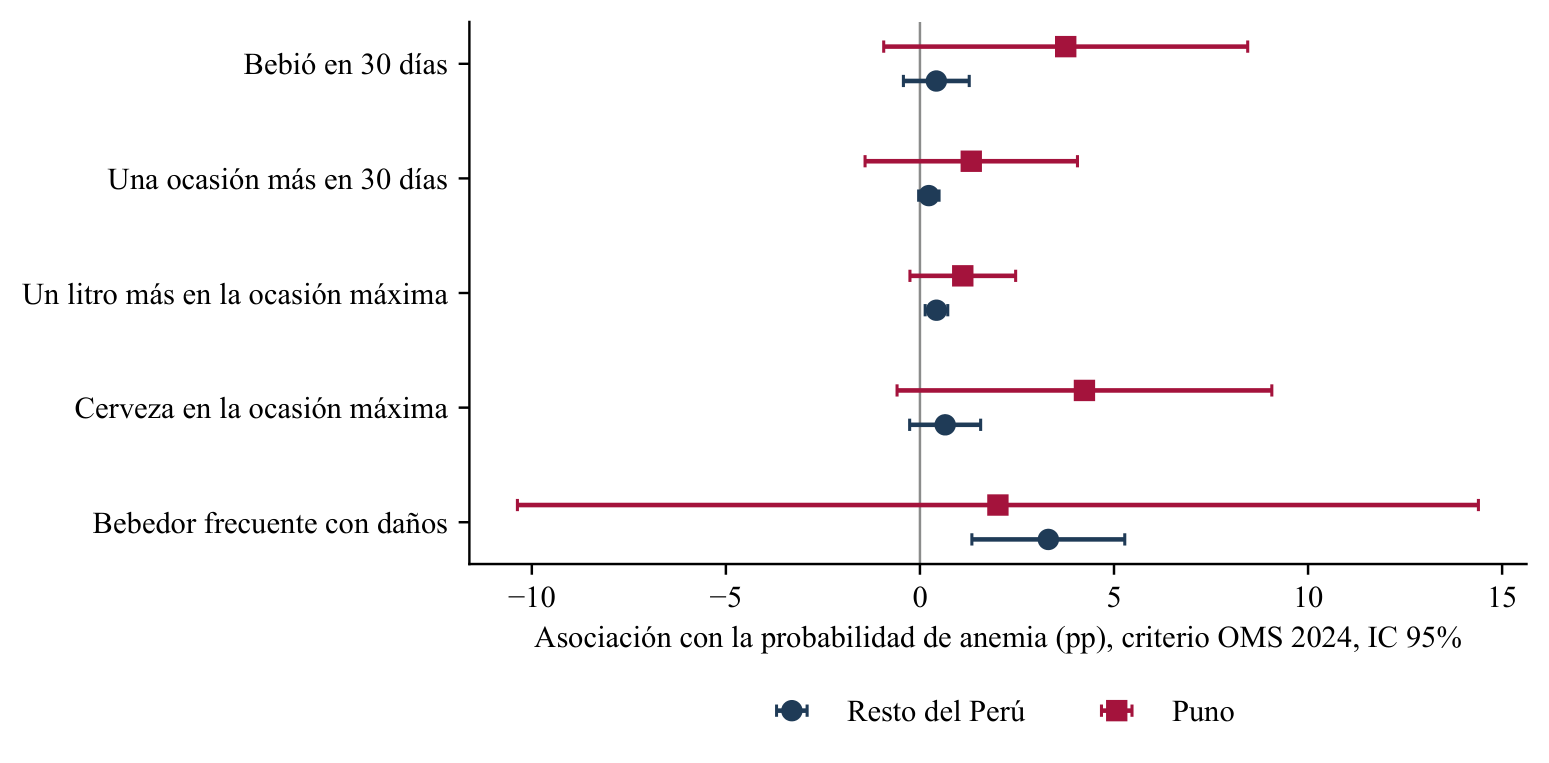 Bebió en 30 días
Una ocasión más en 30 días
Un litro más en la ocasión máxima
Cerveza en la ocasión máxima
Bebedor frecuente con daños
−10 −5 0 5 10 15
Asociación con la probabilidad de anemia (pp), criterio OMS 2024, IC 95%
Resto del Perú Puno